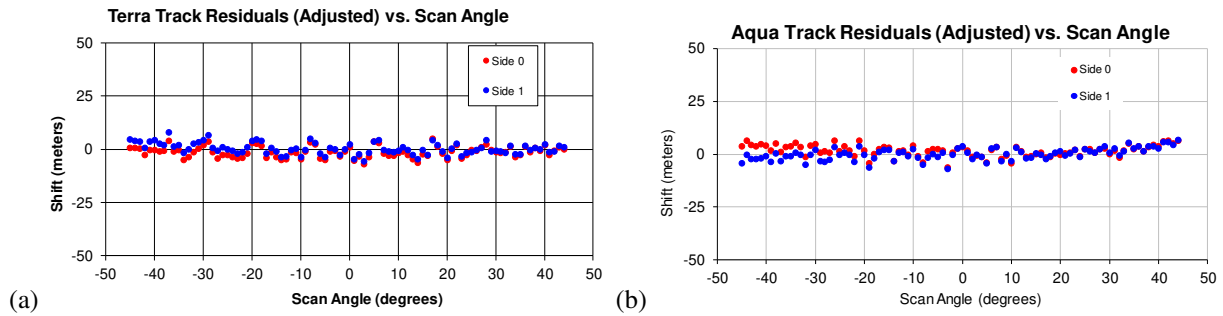 Terra Track Residuals (Adjusted) vs. Scan Angle
50
25
0
-25
-50
Shift (meters)
Side 0
Side 1
-50 -40 -30 -20 -10 0 10 20 30 40 50
Scan Angle (degrees)
(a)
Aqua Track Residuals (Adjusted) vs. Scan Angle
50
25
0
-25
-50
Shift (meters)
Side 0
Side 1
-50 -40 -30 -20 -10 0 10 20 30 40 50
Scan Angle (degrees)
(b)